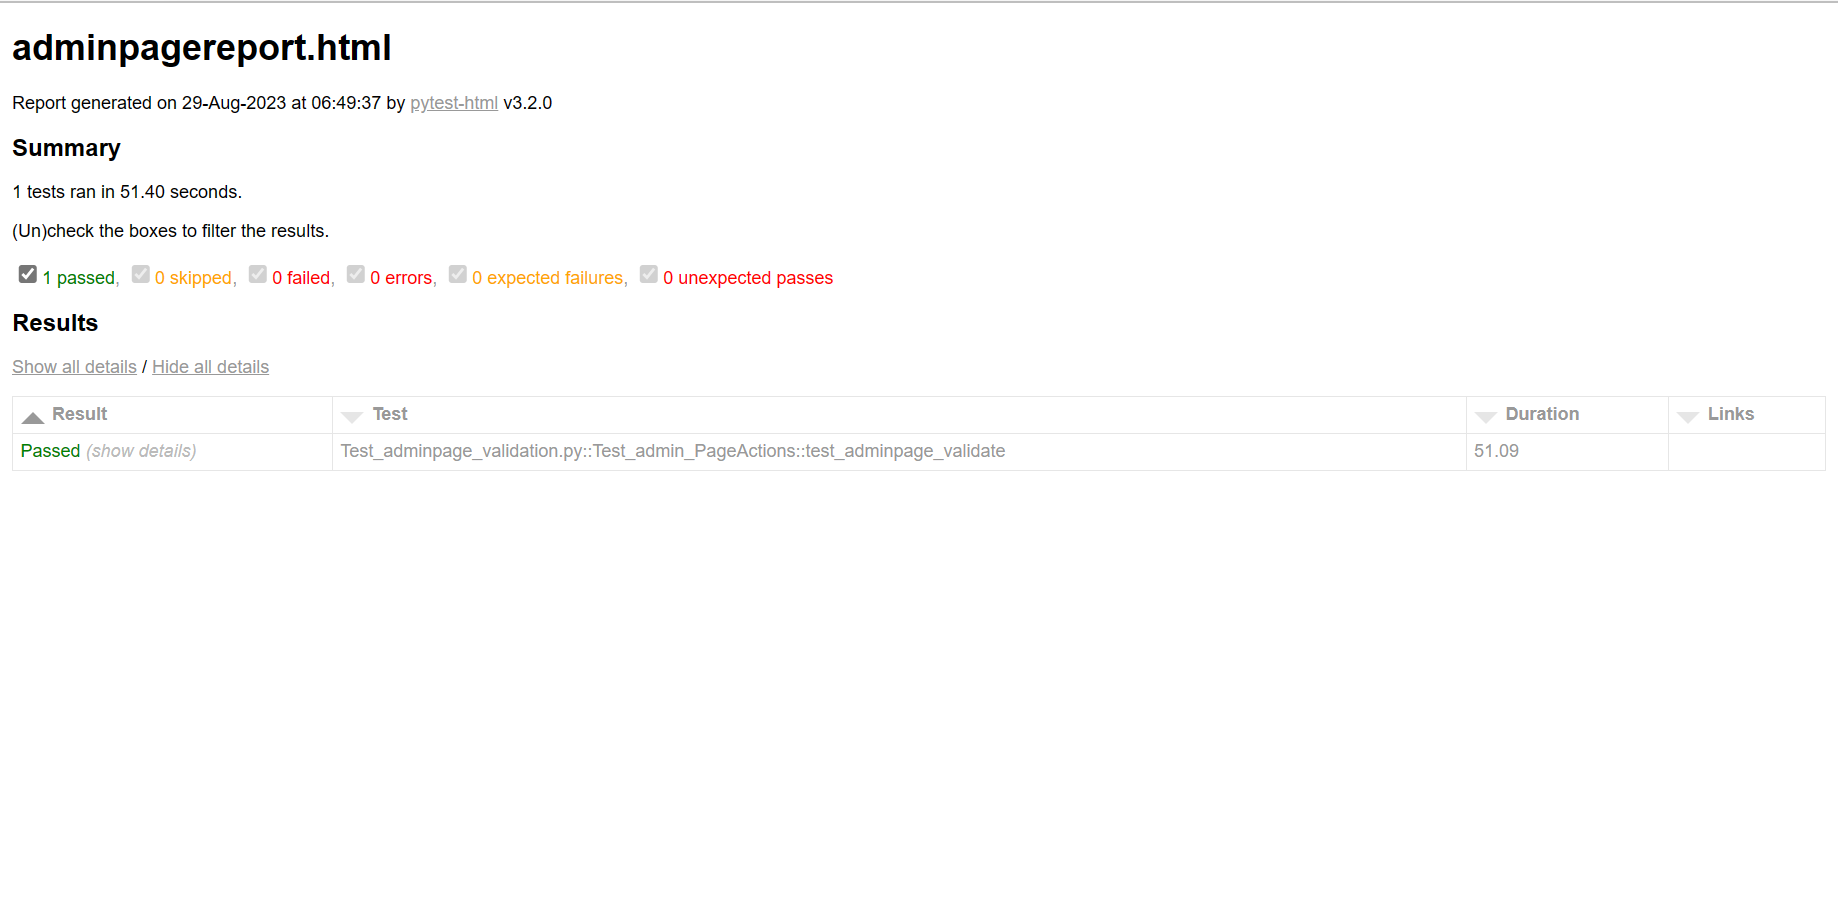 adminpagereport.html
Report generated on 29-Aug-2023 at 06:49:37 by pytest-html v3.2.0
Summary
1 tests ran in 51.40 seconds.
(Un)check the boxes to filter the results.
1 passed, 0 skipped, 0 failed, 0 errors, 0 expected failures, 0 unexpected passes
Results
Show all details / Hide all details
Result Test Duration Links
Passed (show details) Test_adminpage_validation.py::Test_admin_PageActions::test_adminpage_validate 51.09